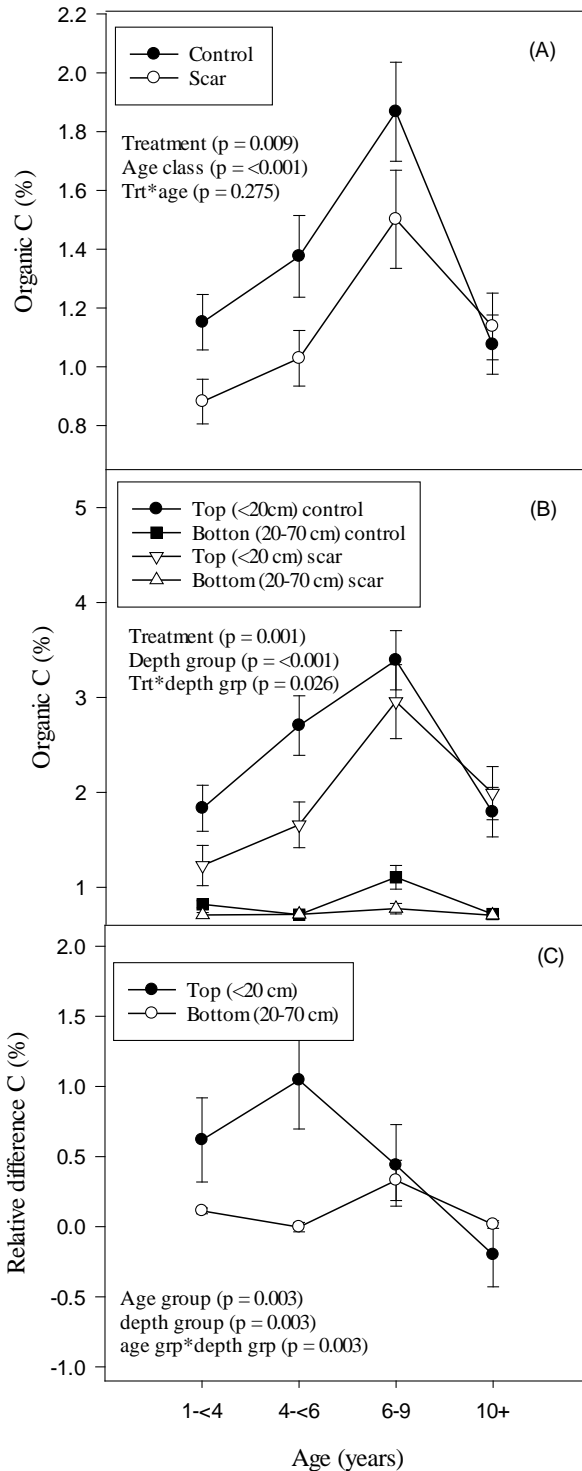 2.2
(A)
Control
Scar
2.0
1.8
Treatment (p = 0.009)
Age class (p = <0.001)
Trt*age (p = 0.275)
1.6
1.4
1.2
1.0
0.8
Organic C (%)
(B)
Top (<20cm) control
Botton (20-70 cm) control
Top (<20 cm) scar
Bottom (20-70 cm) scar
5
4
Treatment (p = 0.001)
Depth group (p = <0.001)
Trt*depth grp (p = 0.026)
3
2
1
Organic C (%)
2.0
(C)
Top (<20 cm)
Bottom (20-70 cm)
1.5
1.0
0.5
0.0
-0.5
-1.0
Relative difference C (%)
Age group (p = 0.003)
depth group (p = 0.003)
age grp*depth grp (p = 0.003)
1-<4 4-<6 6-9 10+
Age (years)